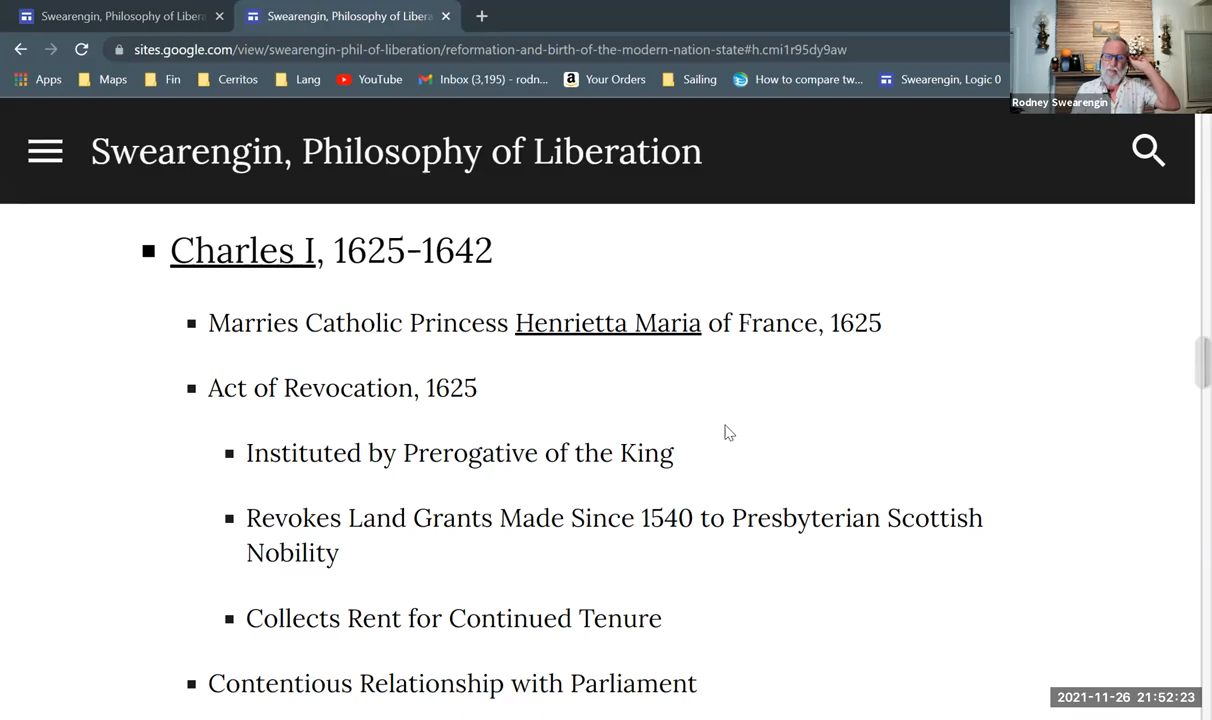 Swearengin, Philosophy of Libera
Swearengin, Philosophy of Libera
sites.google.com/view/swearengin-phil-of-liberation/reformation-and-birth-of-the-modern-nation-state#h.cmi1r95dy9aw
Apps Maps Fin Cerritos Lang YouTube Inbox (3,195) - rodn... Your Orders Sailing How to compare tw... Swearengin, Logic 0
Rodney Swearengin
Swearengin, Philosophy of Liberation
Charles I, 1625-1642
Marries Catholic Princess Henrietta Maria of France, 1625
Act of Revocation, 1625
Instituted by Prerogative of the King
Revokes Land Grants Made Since 1540 to Presbyterian Scottish
Nobility
Collects Rent for Continued Tenure
Contentious Relationship with Parliament
2021-11-26 21:52:23